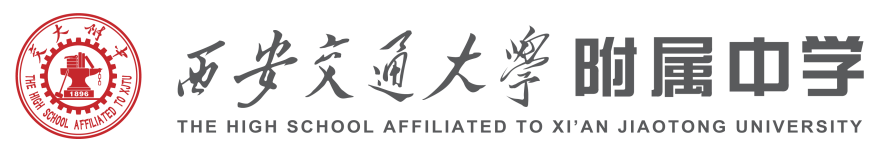 交大附中
THE HIGH SCHOOL AFFILIATED TO XJTU
1896
西安交通大學附属中学
THE HIGH SCHOOL AFFILIATED TO XI'AN JIAOTONG UNIVERSITY